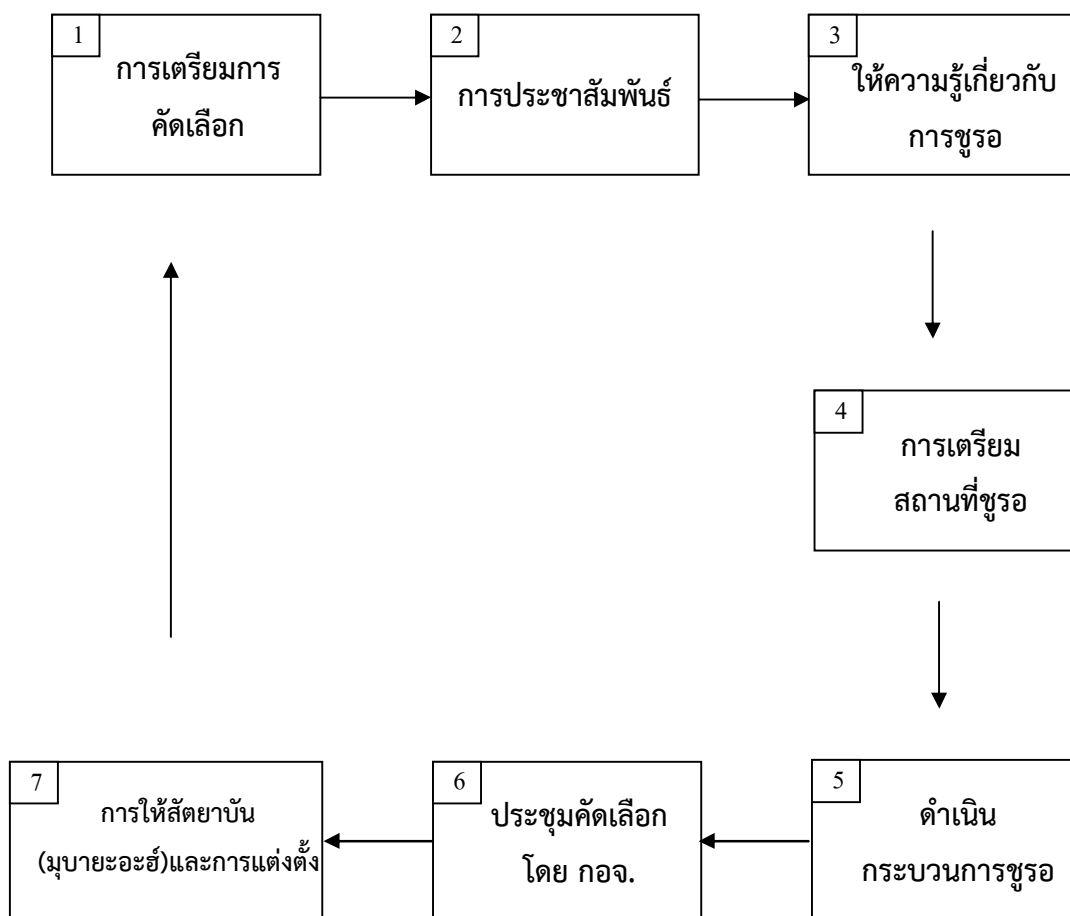 1
การเตรียมการ
คัดเลือก
2
การประชาสัมพันธ์
3
ให้ความรู้เกี่ยวกับ
การชูรอ
4
การเตรียม
สถานที่ชูรอ
5
ดำเนิน
กระบวนการชูรอ
6
ประชุมคัดเลือก
โดย กอจ.
7
การให้สัตยาบัน
(มุบายะอะฮ์)และการแต่งตั้ง